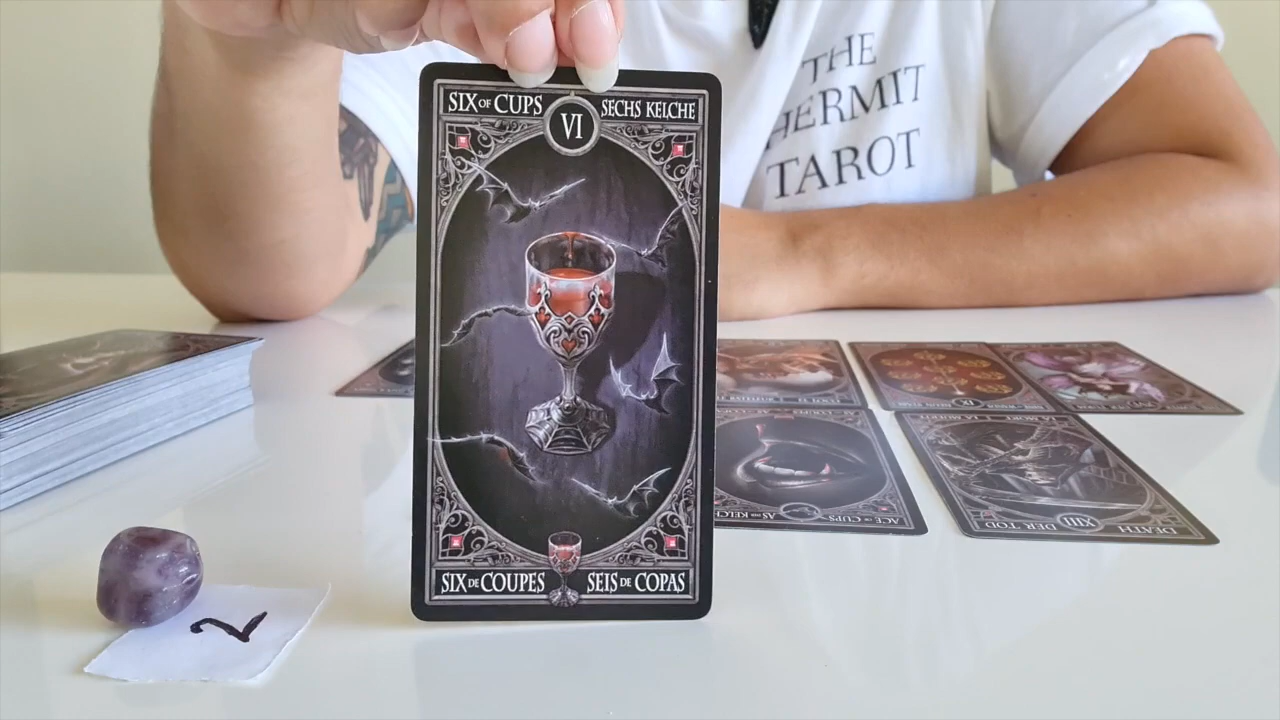 SIX OF CUPS
SECHS KELCHE
VI
SIX DE COUPES
SEIS DE COPAS
THE
HERMIT
TAROT
ACE OF CUPS
DEATH
XIII
DER TOD
2